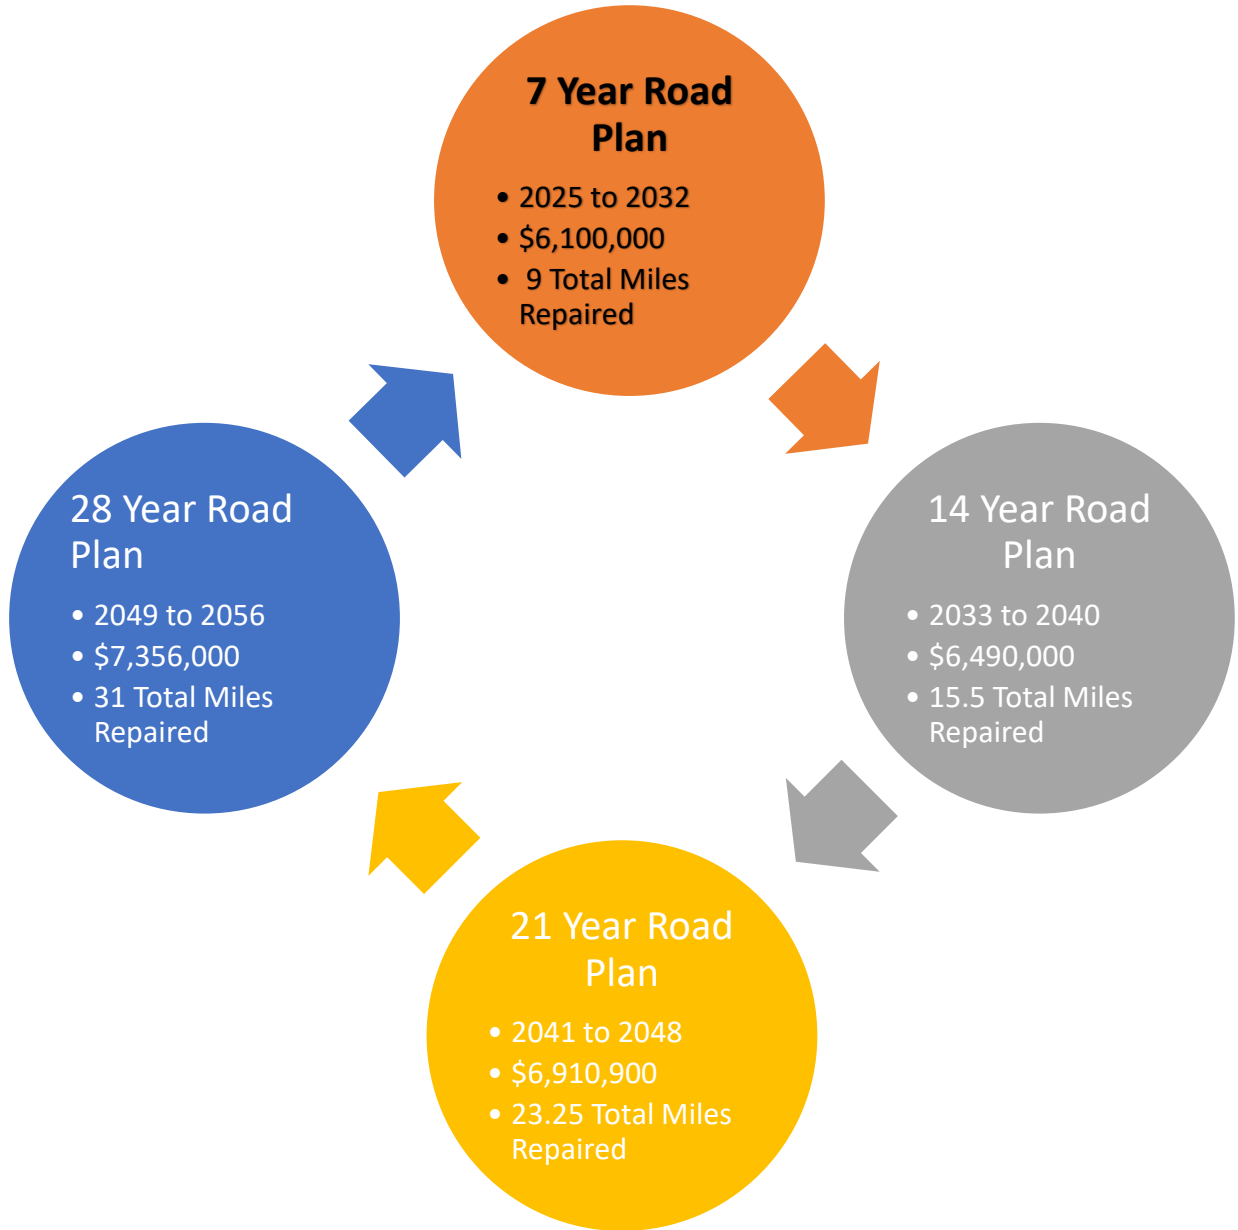 7 Year Road
Plan
• 2025 to 2032
• $6,100,000
• 9 Total Miles
Repaired
14 Year Road
Plan
• 2033 to 2040
• $6,490,000
• 15.5 Total Miles
Repaired
21 Year Road
Plan
• 2041 to 2048
• $6,910,900
• 23.25 Total Miles
Repaired
28 Year Road
Plan
• 2049 to 2056
• $7,356,000
• 31 Total Miles
Repaired